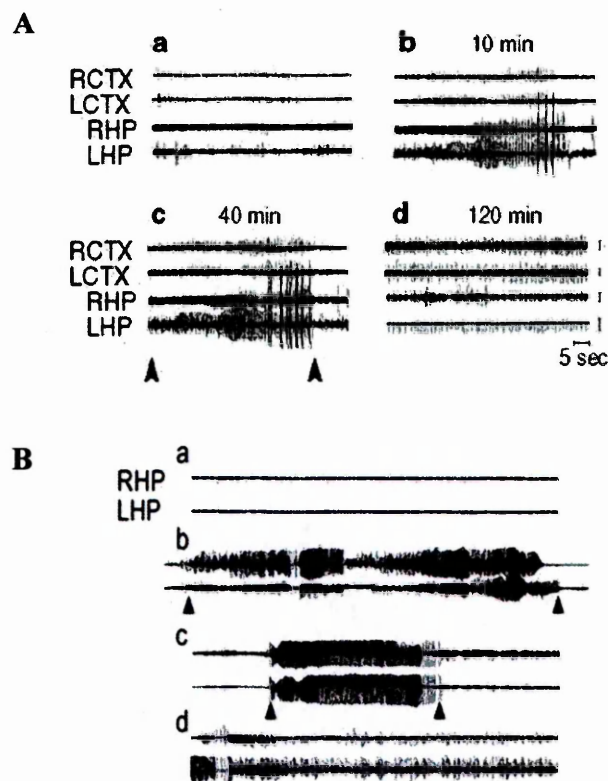 A
a
b 10 min
RCTX
LCTX
RHP
LHP
c 40 min
d 120 min
RCTX
LCTX
RHP
LHP
5 sec
B
a
RHP
LHP
b
c
d